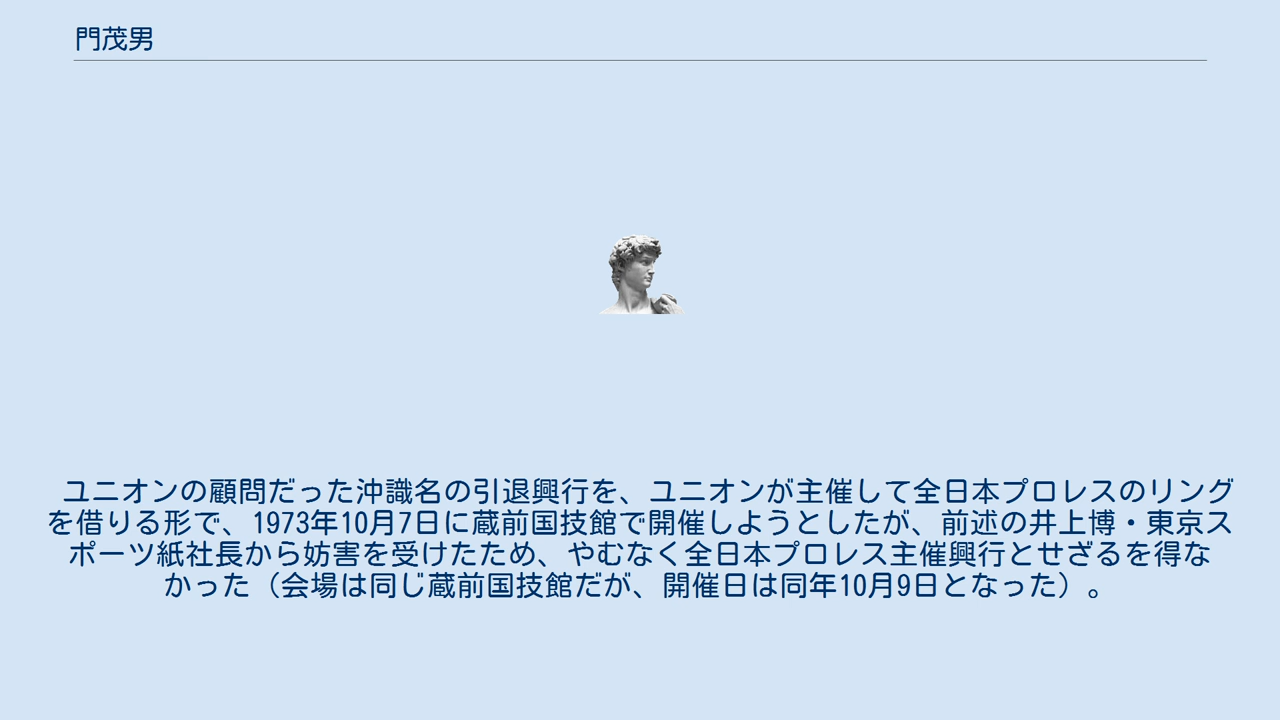 門茂男
ユニオンの顧問だった沖識名の引退興行を、ユニオンが主催して全日本プロレスのリング
を借りる形で、1973年10月7日に蔵前国技館で開催しようとしたが、前述の井上博・東京ス
ポーツ紙社長から妨害を受けたため、やむなく全日本プロレス主催興行とせざるを得な
かった（会場は同じ蔵前国技館だが、開催日は同年10月9日となった）。